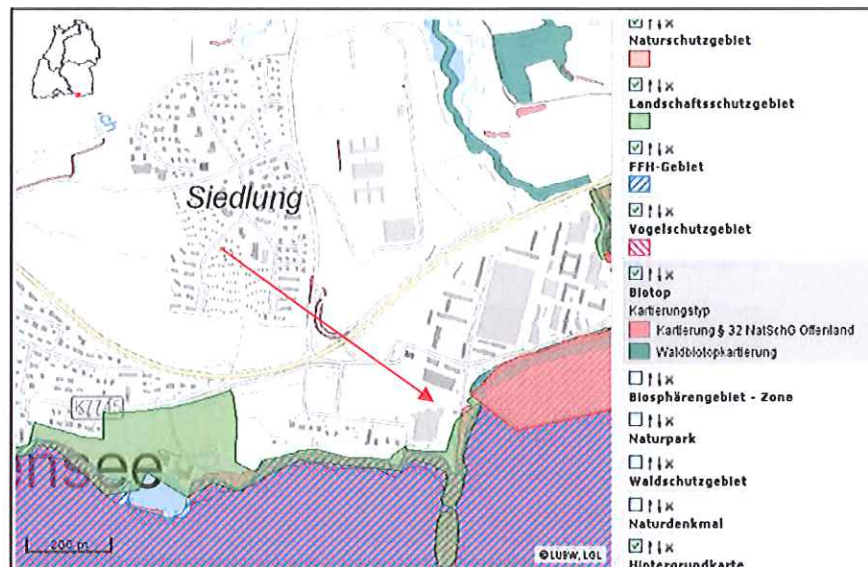 Siedlung
ensee
200 m
©LUBW, LGL
Naturschutzgebiet
Landschaftsschutzgebiet
FFH-Gebiet
Vogelschutzgebiet
Biotop
Kartierungstyp
Kartierung § 32 NatSchG Offenland
Waldbiotopkartierung
Biosphärengebiet - Zone
Naturpark
Waldschutzgebiet
Naturdenkmal
Hintergrundkarte